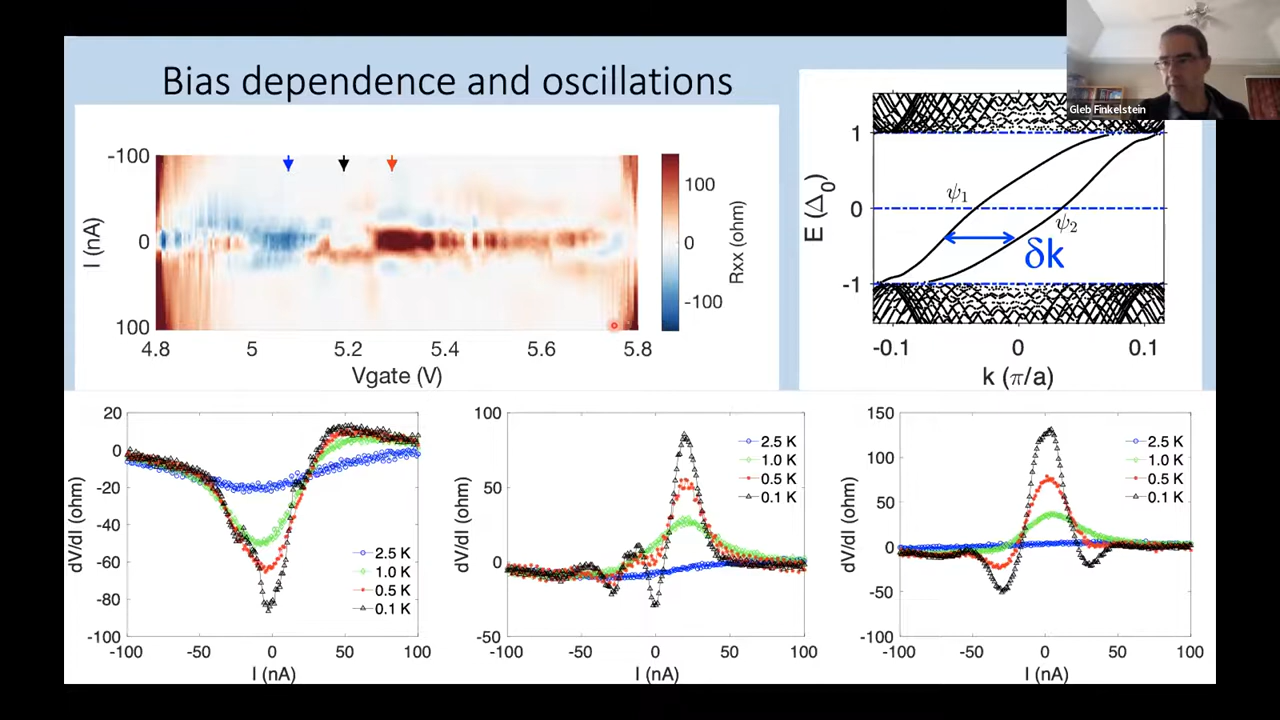 Gleb Finkelstein
Bias dependence and oscillations
-100
0
100
I (nA)
4.8
5
5.2
5.4
5.6
5.8
Vgate (V)
100
0
-100
Rxx (ohm)
1
0
-1
E (Δ₀)
ψ₁
ψ₂
δk
-0.1
0
0.1
k (π/a)
20
0
-20
-40
-60
-80
-100
dV/dI (ohm)
2.5 K
1.0 K
0.5 K
0.1 K
-100
-50
0
50
100
I (nA)
100
50
0
-50
dV/dI (ohm)
2.5 K
1.0 K
0.5 K
0.1 K
-100
-50
0
50
100
I (nA)
150
100
50
0
-50
-100
dV/dI (ohm)
2.5 K
1.0 K
0.5 K
0.1 K
-100
-50
0
50
100
I (nA)